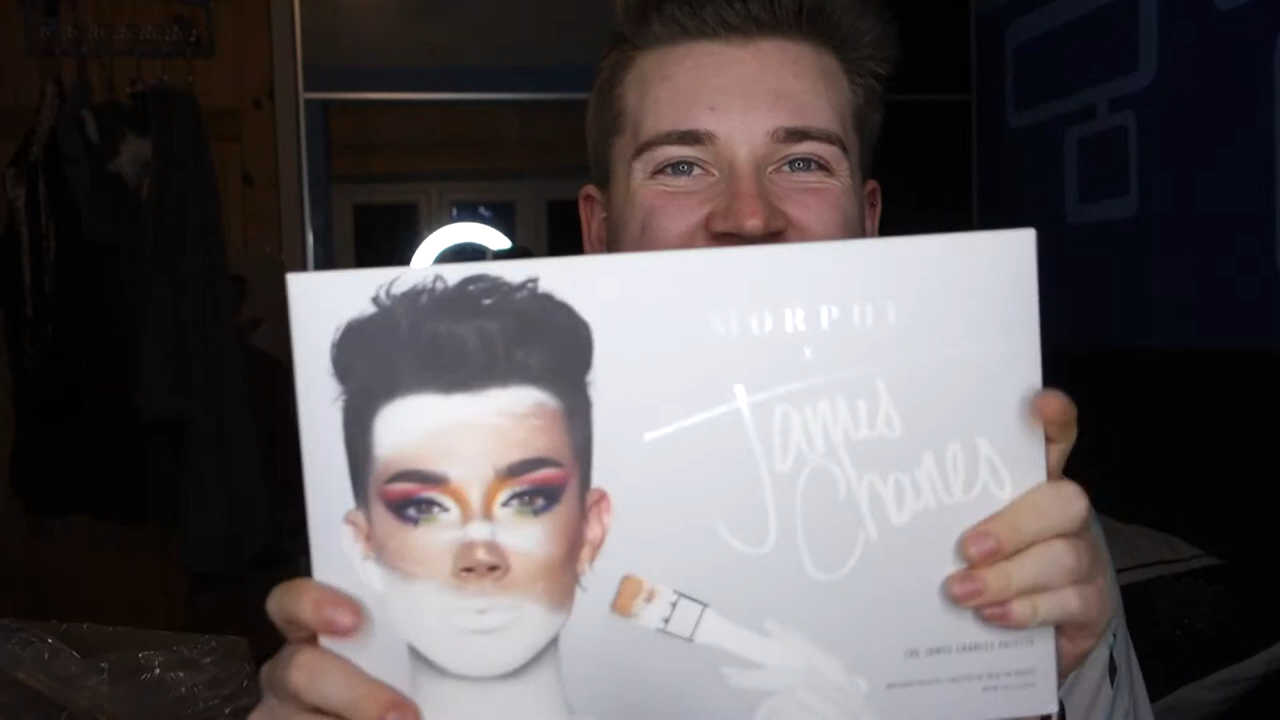 MORPHE
X
James
Charles
THE JAMES CHARLES PALETTE